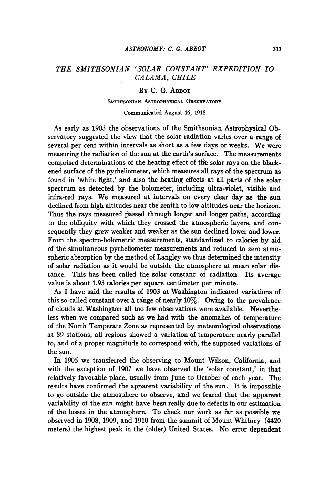 ASTRONOMY: C. G. ABBOT
THE SMITHSONIAN 'SOLAR CONSTANT' EXPEDITION TO
CALAMA, CHILE
BY C. G. ABBOT
SMITHSONIAN ASTROPHYSICAL OBSERVATORY
Communicated August 16, 1918
As early as 1903 the observations of the Smithsonian Astrophysical Ob-
servatory suggested the view that the solar radiation varies over a range of
several per cent within intervals as short as a few days or weeks. We were
measuring the radiation of the sun at the earth's surface. The measurements
comprised determinations of the heating effect of the solar rays on the black-
ened surface of the pyrheliometer, which measures all rays of the spectrum as
found in 'white light,' and also the heating effects at all parts of the solar
spectrum as detected by the bolometer, including ultra-violet, visible and
infra-red rays. We measured at intervals on every clear day as the sun
declined from high altitudes near the zenith to low altitudes near the horizon.
Thus the rays measured passed through longer and longer paths, according
to the obliquity with which they crossed the atmospheric layers, and con-
sequently they grew weaker and weaker as the sun declined lower and lower.
From the spectro-bolometric measurements, standardized to calories by aid
of the simultaneous pyrheliometer measurements and reduced to zero atmo-
spheric absorption by the method of Langley we thus determined the intensity
of solar radiation as it would be outside the atmosphere at mean solar dis-
tance. This has been called the solar constant of radiation. Its average
value is about 1.93 calories per square centimeter per minute.
As I have said the results of 1903 at Washington indicated variations of
this so-called constant over a range of nearly 10%. Owing to the prevalence
of clouds at Washington all too few observations were available. Neverthe-
less when we compared such as we had with the anomalies of temperature
of the North Temperate Zone as represented by meteorological observations
at 89 stations, all regions showed a variation of temperature nearly parallel
to, and of a proper magnitude to correspond with, the supposed variations of
the sun.
In 1905 we transferred the observing to Mount Wilson, California, and
with the exception of 1907 we have observed the 'solar constant,' in that
relatively favorable place, usually from June to October of each year. The
results have confirmed the apparent variability of the sun. It is impossible
to go outside the atmosphere to observe, and we feared that the apparent
variability of the sun might have been really due to defects in our estimation
of the losses in the atmosphere. To check our work as far as possible we
observed in 1908, 1909, and 1910 from the summit of Mount Whitney (4420
meters) the highest peak in the (older) United States. No error dependent